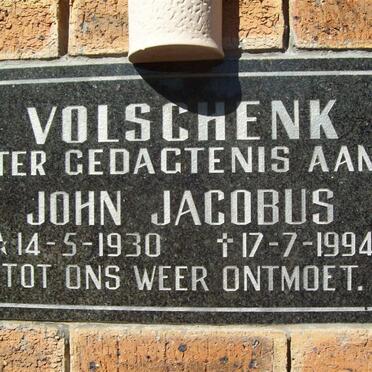 VOLSCHENK
TER GEDAGTENIS AAN
JOHN JACOBUS
☆14-5-1930 †17-7-1994
TOT ONS WEER ONTMOET.